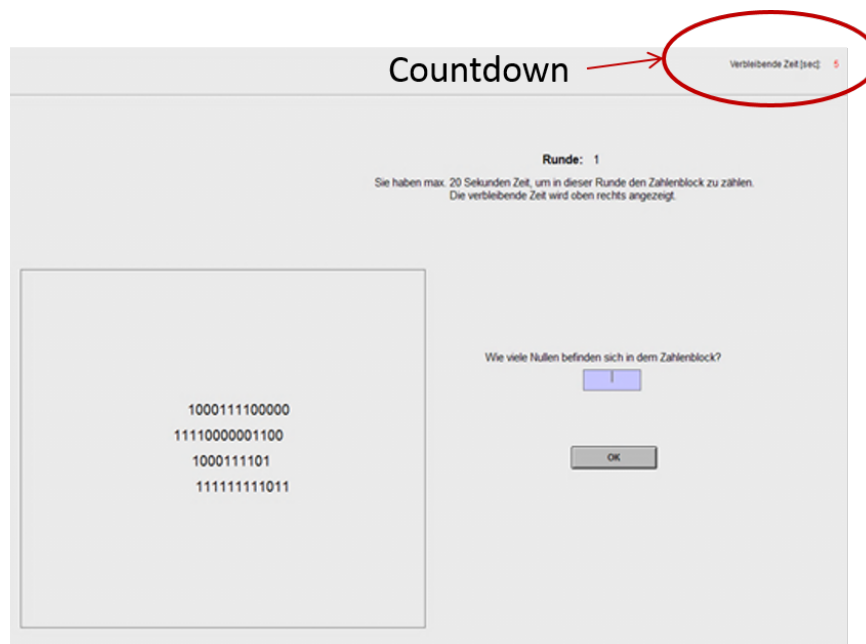 Countdown
Verbleibende Zeit [sec]: 5
Runde: 1
Sie haben max. 20 Sekunden Zeit, um in dieser Runde den Zahlenblock zu zählen.
Die verbleibende Zeit wird oben rechts angezeigt.
Wie viele Nullen befinden sich in dem Zahlenblock?
1000111100000
11110000001100
1000111101
111111111011
OK